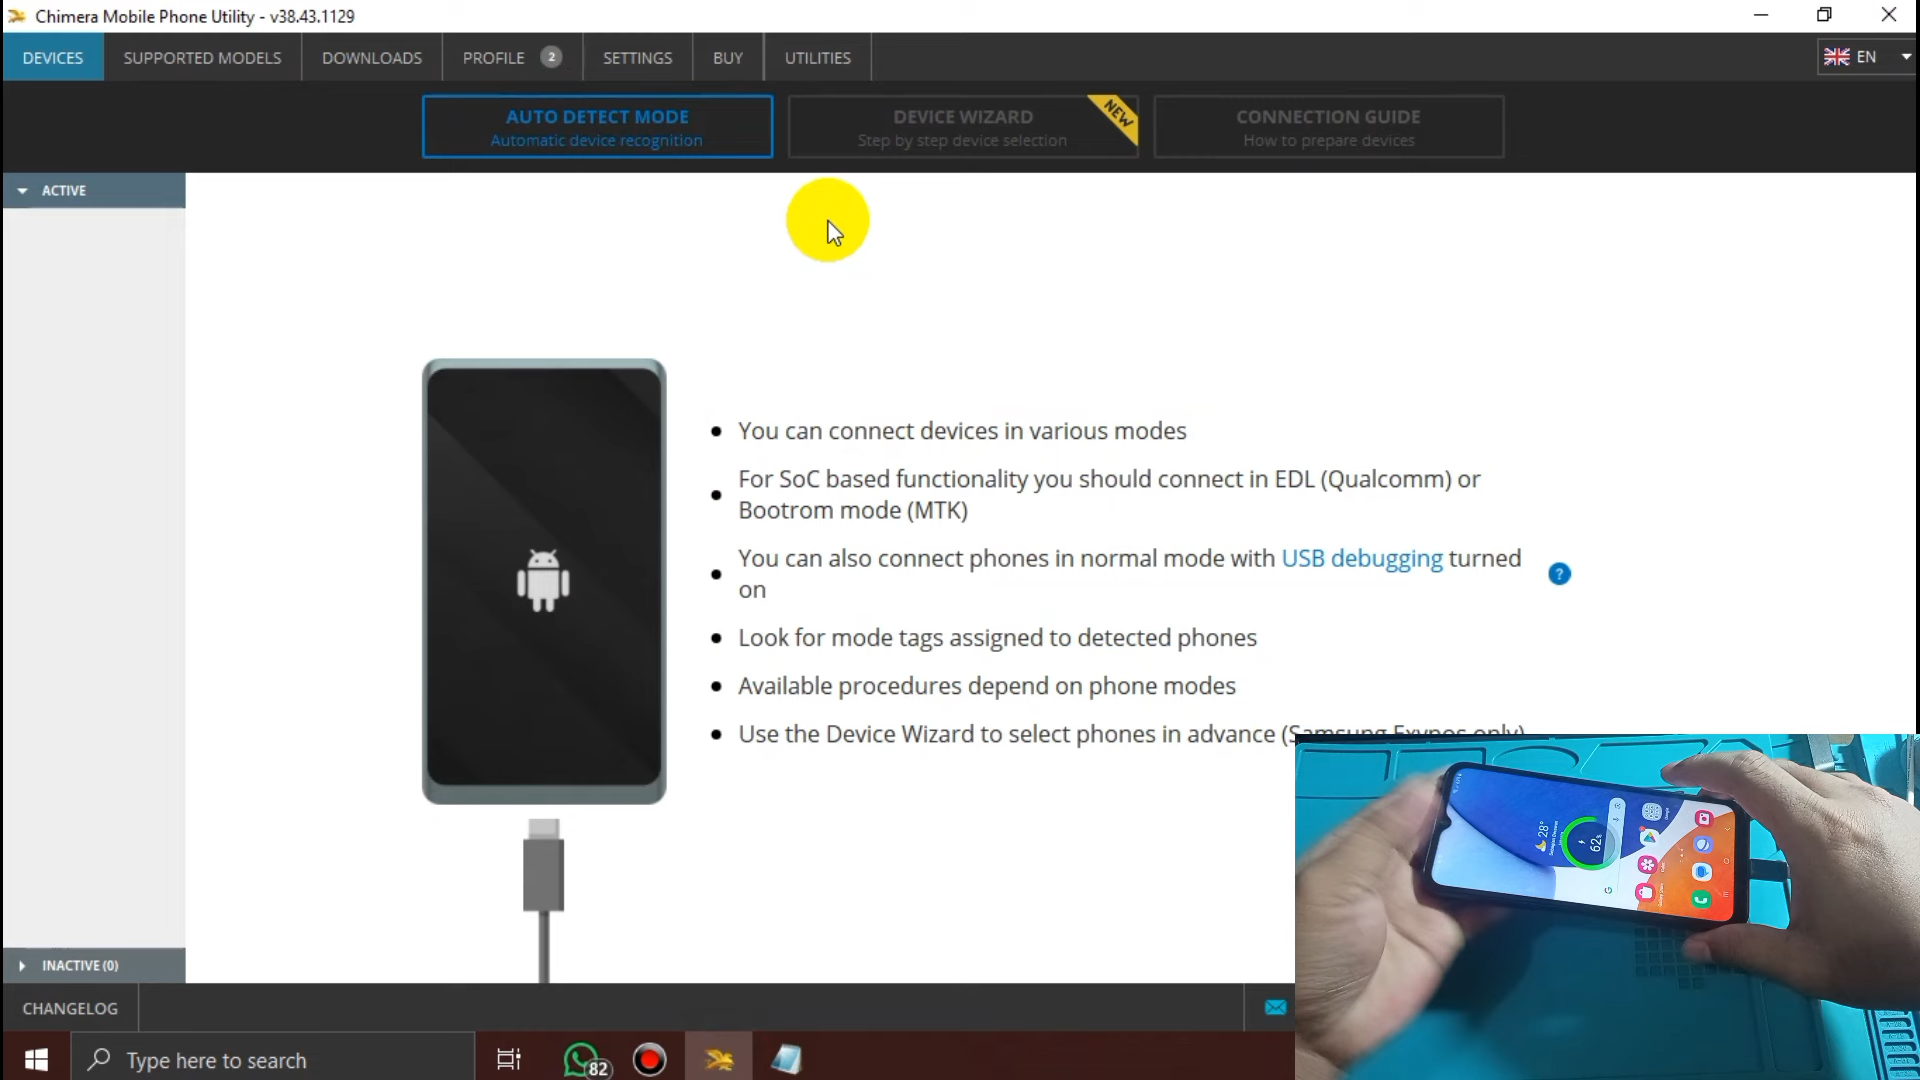 Chimera Mobile Phone Utility - v38.43.1129
DEVICES
SUPPORTED MODELS
DOWNLOADS
PROFILE 2
SETTINGS
BUY
UTILITIES
EN
AUTO DETECT MODE
Automatic device recognition
DEVICE WIZARD
Step by step device selection
NEW
CONNECTION GUIDE
How to prepare devices
ACTIVE
You can connect devices in various modes
For SoC based functionality you should connect in EDL (Qualcomm) or
Bootrom mode (MTK)
You can also connect phones in normal mode with USB debugging turned
on
?
Look for mode tags assigned to detected phones
Available procedures depend on phone modes
Use the Device Wizard to select phones in advance (Samsung Exynos only)
28°
62%
G
INACTIVE (0)
CHANGELOG
Type here to search
82